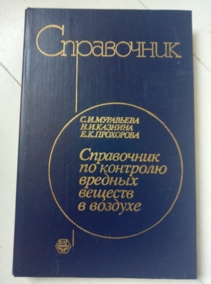 Справочник
С.И.МУРАВЬЕВА
Н.И.КАЗНИНА
Е.К.ПРОХОРОВА
Справочник
по контролю
вредных
веществ
в воздухе